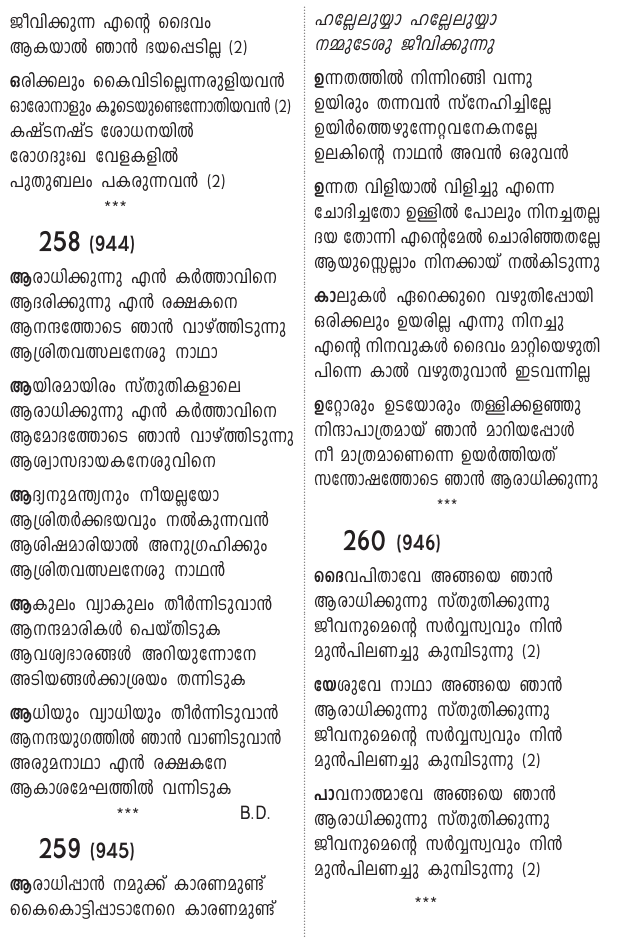 ജീവിക്കുന്ന എന്റെ ദൈവം
ആകയാൽ ഞാൻ ഭയപ്പെടില്ല (2)
ഒരിക്കലും കൈവിടില്ലെന്നരുളിയവൻ
ഓരോനാളും കൂടെയുണ്ടെന്നോതിയവൻ (2)
കഷ്ടനഷ്ട ശോധനയിൽ
രോഗദുഃഖ വേളകളിൽ
പുതുബലം പകരുന്നവൻ (2)
***
258 (944)
ആരാധിക്കുന്നു എൻ കർത്താവിനെ
ആദരിക്കുന്നു എൻ രക്ഷകനെ
ആനന്ദത്തോടെ ഞാൻ വാഴ്ത്തിടുന്നു
ആശ്രിതവത്സലനേശു നാഥാ
ആയിരമായിരം സ്തുതികളാലെ
ആരാധിക്കുന്നു എൻ കർത്താവിനെ
ആമോദത്തോടെ ഞാൻ വാഴ്ത്തിടുന്നു
ആശ്വാസദായകനേശുവിനെ
ആദ്യനുമന്ത്യനും നീയല്ലയോ
ആശ്രിതർക്കഭയവും നൽകുന്നവൻ
ആശിഷമാരിയാൽ അനുഗ്രഹിക്കും
ആശ്രിതവത്സലനേശു നാഥൻ
ആകുലം വ്യാകുലം തീർന്നിടുവാൻ
ആനന്ദമാരികൾ പെയ്തിടുക
ആവശ്യഭാരങ്ങൾ അറിയുന്നോനേ
അടിയങ്ങൾക്കാശ്രയം തന്നിടുക
ആധിയും വ്യാധിയും തീർന്നിടുവാൻ
ആനന്ദയുഗത്തിൽ ഞാൻ വാണിടുവാൻ
അരുമനാഥാ എൻ രക്ഷകനേ
ആകാശമേഘത്തിൽ വന്നിടുക
*** B.D.
259 (945)
ആരാധിപ്പാൻ നമുക്ക് കാരണമുണ്ട്
കൈകൊട്ടിപ്പാടാനേറെ കാരണമുണ്ട്
ഹല്ലേലുയ്യാ ഹല്ലേലുയ്യാ
നമ്മുടേശു ജീവിക്കുന്നു
ഉന്നതത്തിൽ നിന്നിറങ്ങി വന്നു
ഉയിരും തന്നവൻ സ്നേഹിച്ചില്ലേ
ഉയിർത്തെഴുന്നേറ്റവനേകനല്ലേ
ഉലകിന്റെ നാഥൻ അവൻ ഒരുവൻ
ഉന്നത വിളിയാൽ വിളിച്ചു എന്നെ
ചോദിച്ചതോ ഉള്ളിൽ പോലും നിനച്ചതല്ല
ദയ തോന്നി എന്റെമേൽ ചൊരിഞ്ഞതല്ലേ
ആയുസ്സെല്ലാം നിനക്കായ് നൽകിടുന്നു
കാലുകൾ ഏറെക്കുറെ വഴുതിപ്പോയി
ഒരിക്കലും ഉയരില്ല എന്നു നിനച്ചു
എന്റെ നിനവുകൾ ദൈവം മാറ്റിയെഴുതി
പിന്നെ കാൽ വഴുതുവാൻ ഇടവന്നില്ല
ഉറ്റോരും ഉടയോരും തള്ളിക്കളഞ്ഞു
നിന്ദാപാത്രമായ് ഞാൻ മാറിയപ്പോൾ
നീ മാത്രമാണെന്നെ ഉയർത്തിയത്
സന്തോഷത്തോടെ ഞാൻ ആരാധിക്കുന്നു
***
260 (946)
ദൈവപിതാവേ അങ്ങയെ ഞാൻ
ആരാധിക്കുന്നു സ്തുതിക്കുന്നു
ജീവനുമെന്റെ സർവ്വസ്വവും നിൻ
മുൻപിലണച്ചു കുമ്പിടുന്നു (2)
യേശുവേ നാഥാ അങ്ങയെ ഞാൻ
ആരാധിക്കുന്നു സ്തുതിക്കുന്നു
ജീവനുമെന്റെ സർവ്വസ്വവും നിൻ
മുൻപിലണച്ചു കുമ്പിടുന്നു (2)
പാവനാത്മാവേ അങ്ങയെ ഞാൻ
ആരാധിക്കുന്നു സ്തുതിക്കുന്നു
ജീവനുമെന്റെ സർവ്വസ്വവും നിൻ
മുൻപിലണച്ചു കുമ്പിടുന്നു (2)
***